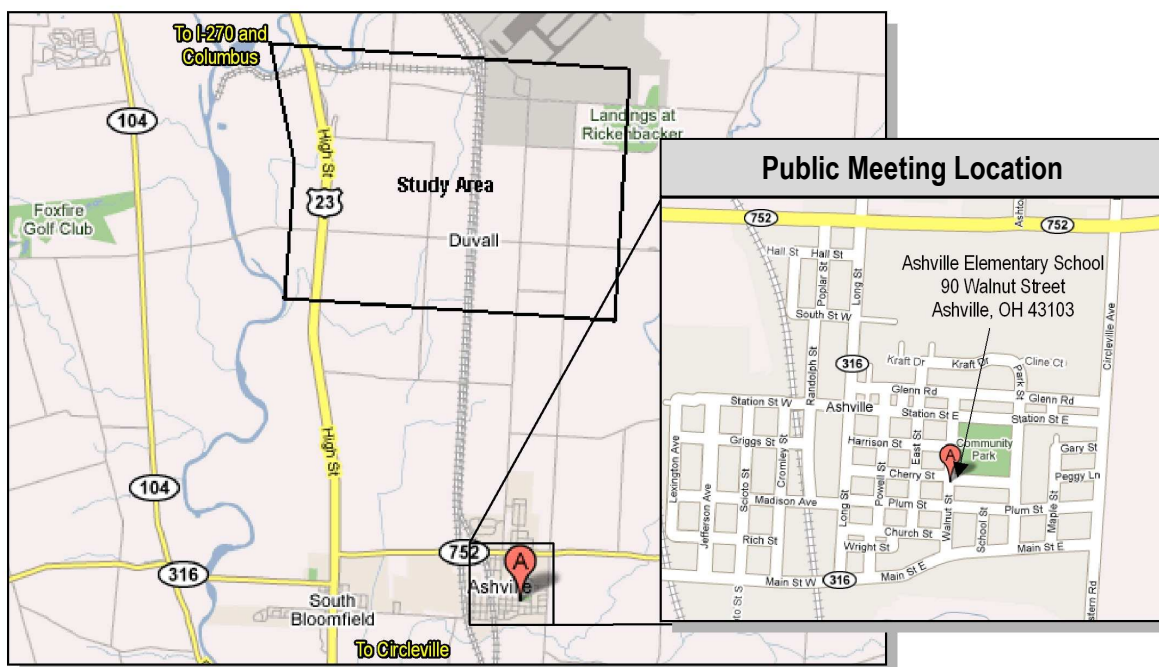 To I-270 and
Columbus
104
High St
23
Study Area
Landings at
Rickenbacker
Foxfire
Golf Club
Duvall
High St
104
316
752
Ashville
A
South
Bloomfield
To Circleville
Public Meeting Location
752
752
Hall St
Hall St
Poplar St
Long St
Ashville Elementary School
90 Walnut Street
Ashville, OH 43103
South St W
Circleville Ave
Randolph St
316
Kraft Dr
Kraft Dr
Cline Ct
Park St
Glenn Rd
Glenn Rd
Station St W
Ashville
Station St E
Station St E
Griggs St
Harrison St
East St
Community
Park
Gary St
A
Cherry St
Peggy Ln
Lexington Ave
Jefferson Ave
Scioto St
Cromley St
Madison Ave
Long St
Powell St
Plum St
Walnut St
School St
Plum St
Maple St
Church St
Rich St
Wright St
Main St E
Main St E
Main St W
316